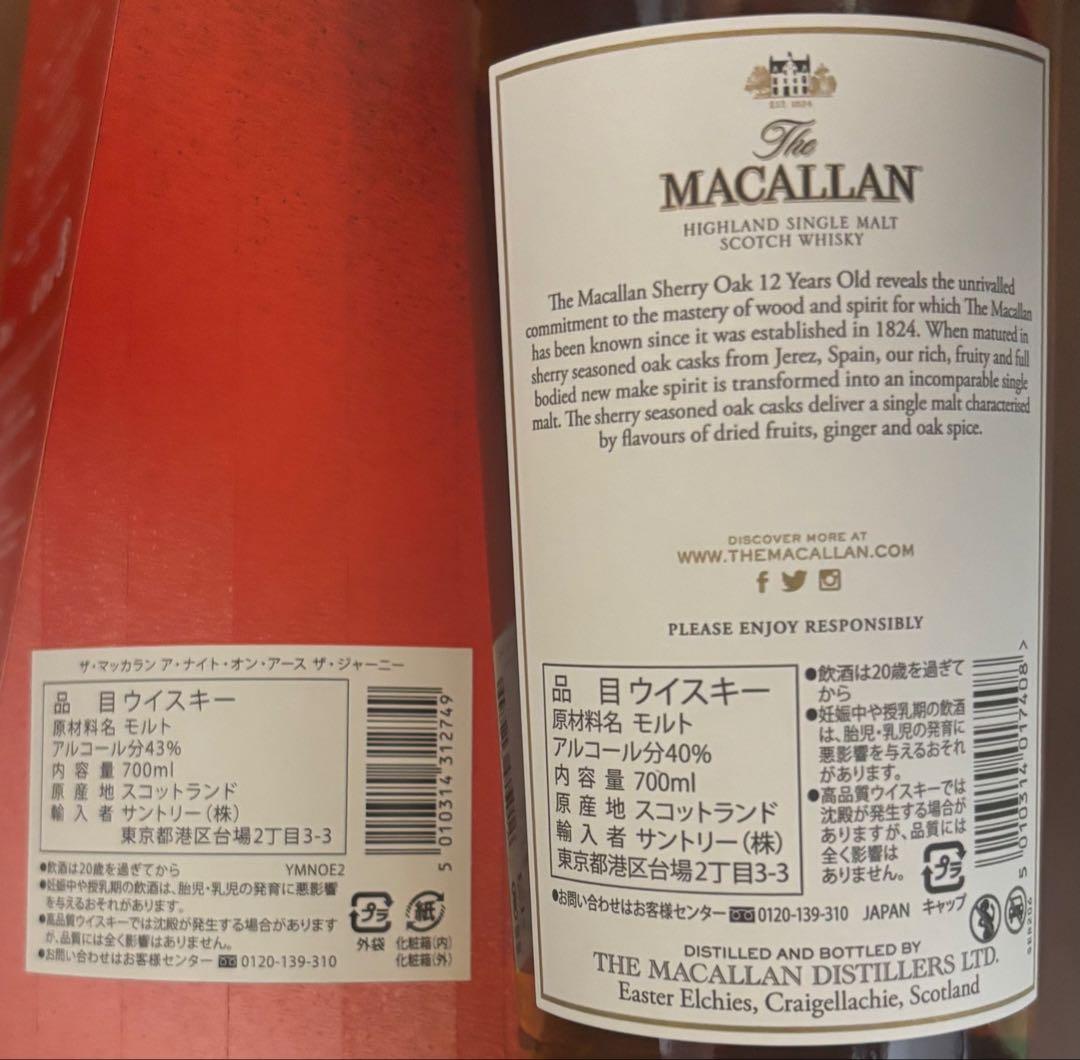 ザ・マッカラン ア・ナイト・オン・アース ザ・ジャーニー
品 目 ウイスキー
原材料名 モルト
アルコール分43%
内容量 700ml
原産地 スコットランド
輸入者 サントリー(株)
東京都港区台場2丁目3-3
5 010314 312749
●飲酒は20歳を過ぎてから YMNOE2
●妊娠中や授乳期の飲酒は、胎児・乳児の発育に悪影響
を与えるおそれがあります。
●高品質ウイスキーでは沈殿が発生する場合があります
が、品質には全く影響はありません。
●お問い合わせはお客様センター 0120-139-310
プラ
外袋
紙
化粧箱(内)
化粧箱(外)
EST. 1824
The
MACALLAN
HIGHLAND SINGLE MALT
SCOTCH WHISKY
The Macallan Sherry Oak 12 Years Old reveals the unrivalled
commitment to the mastery of wood and spirit for which The Macallan
has been known since it was established in 1824. When matured in
sherry seasoned oak casks from Jerez, Spain, our rich, fruity and full
bodied new make spirit is transformed into an incomparable single
malt. The sherry seasoned oak casks deliver a single malt characterised
by flavours of dried fruits, ginger and oak spice.
DISCOVER MORE AT
WWW.THEMACALLAN.COM
PLEASE ENJOY RESPONSIBLY
品 目 ウイスキー
原材料名 モルト
アルコール分40%
内容量 700ml
原産地 スコットランド
輸入者 サントリー(株)
東京都港区台場2丁目3-3
●飲酒は20歳を過ぎて
から
●妊娠中や授乳期の飲酒
は、胎児・乳児の発育に
悪影響を与えるおそれ
があります。
●高品質ウイスキーでは
沈殿が発生する場合が
ありますが、品質には
全く影響は
ありません。
プラ
キャップ
5 010314 017408 >
●お問い合わせはお客様センター 0120-139-310 JAPAN
DISTILLED AND BOTTLED BY
THE MACALLAN DISTILLERS LTD.
Easter Elchies, Craigellachie, Scotland